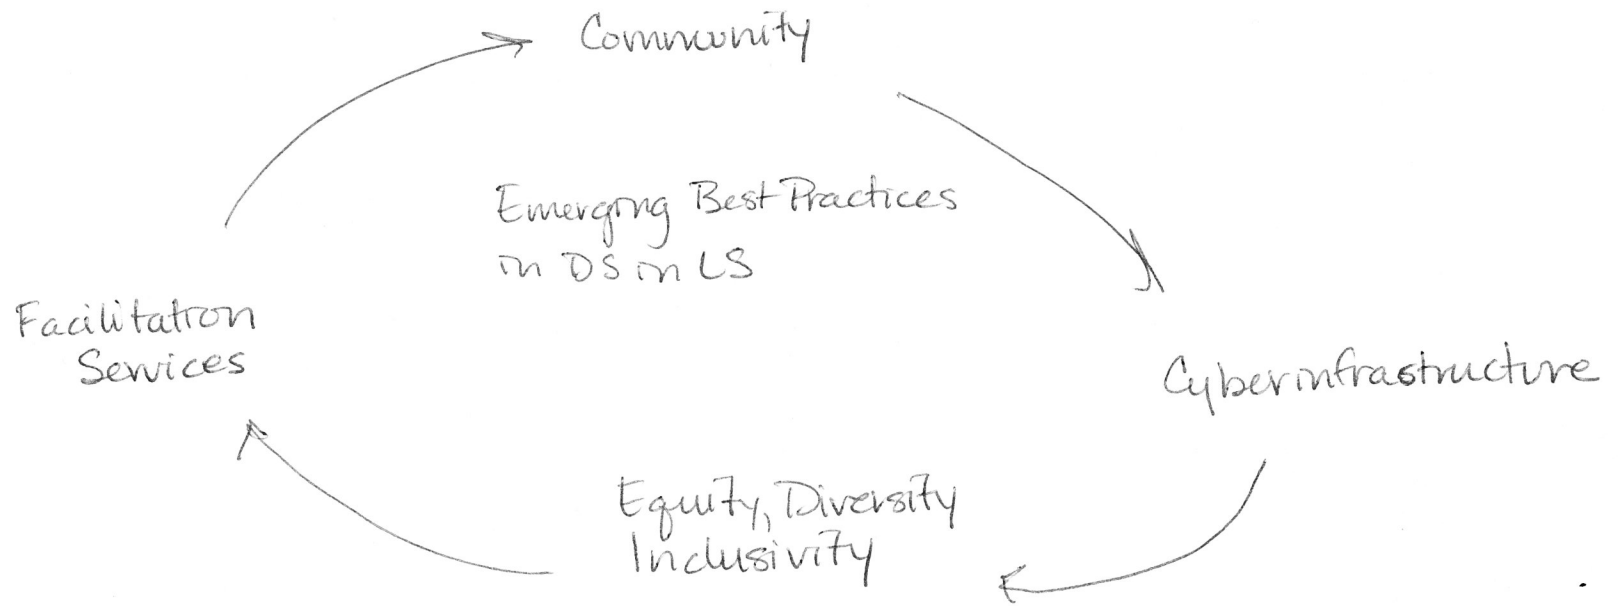 Community
Emerging Best Practices
in DS in LS
Facilitation
Services
Cyberinfrastructure
Equity, Diversity
Inclusivity